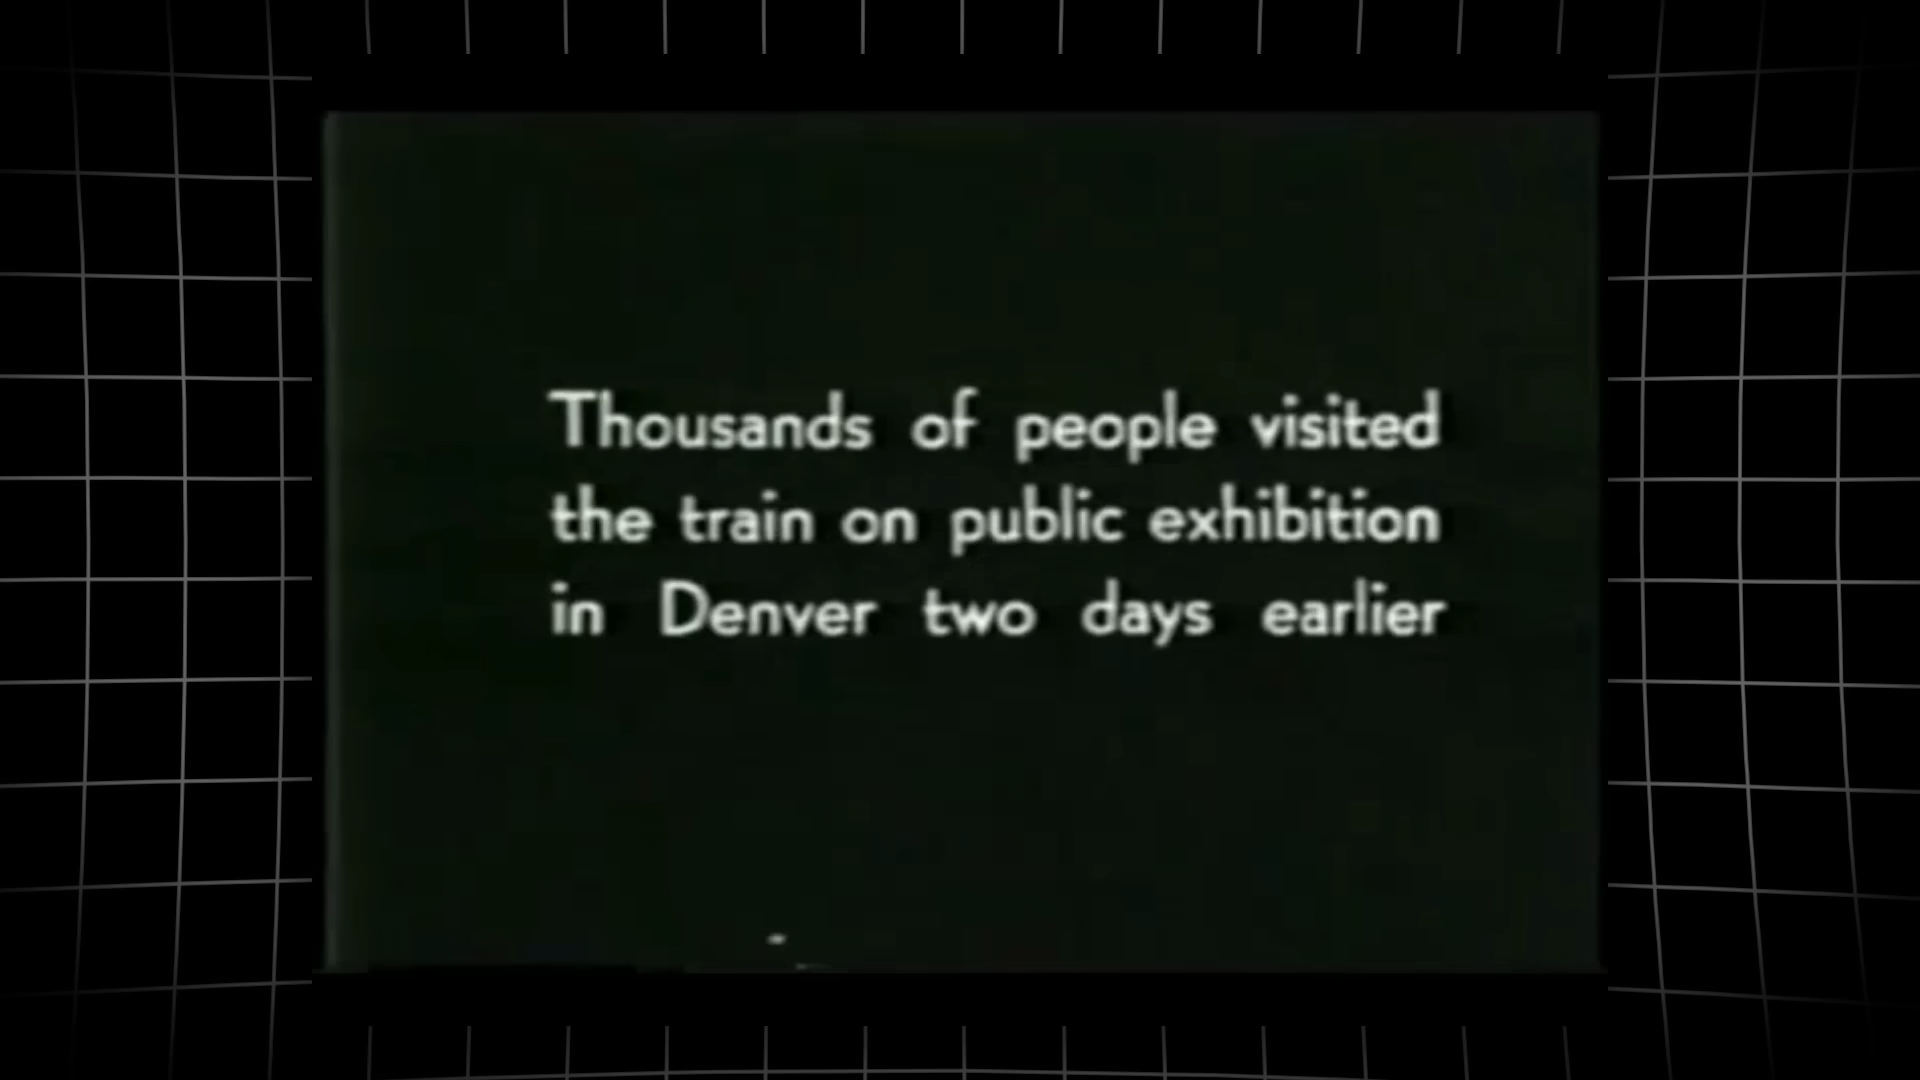 Thousands of people visited
the train on public exhibition
in Denver two days earlier